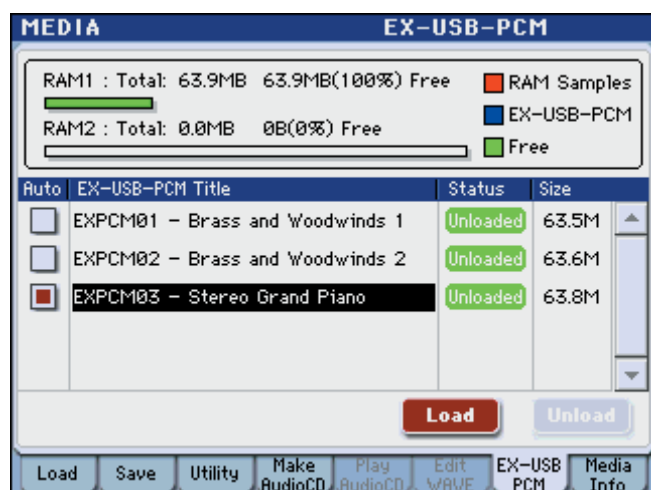 MEDIA EX-USB-PCM
RAM1 : Total: 63.9MB 63.9MB(100%) Free
RAM Samples
EX-USB-PCM
RAM2 : Total: 0.0MB 0B(0%) Free
Free
Auto EX-USB-PCM Title Status Size
EXPCM01 - Brass and Woodwinds 1 Unloaded 63.5M
EXPCM02 - Brass and Woodwinds 2 Unloaded 63.6M
EXPCM03 - Stereo Grand Piano Unloaded 63.8M
Load Unload
Load Save Utility Make AudioCD Play AudioCD Edit WAVE EX-USB PCM Media Info